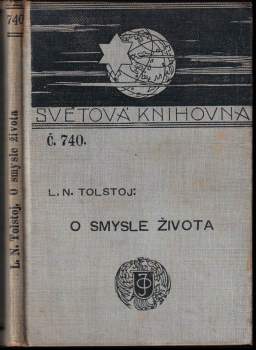 740
L. N. Tolstoj. O smysle života
SVĚTOVÁ KNIHOVNA
Č. 740.
L. N. TOLSTOJ:
O SMYSLE ŽIVOTA